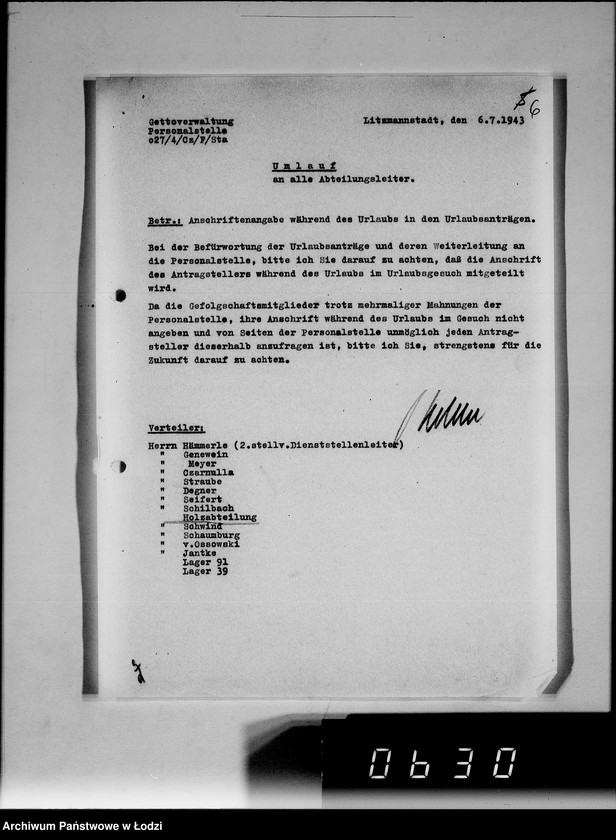 6
Gettoverwaltung
Personalstelle
027/4/Cz/P/Sta
Litzmannstadt, den 6.7.1943
U m l a u f
an alle Abteilungsleiter.
Betr.: Anschriftenangabe während des Urlaubs in den Urlaubsanträgen.
Bei der Befürwortung der Urlaubsanträge und deren Weiterleitung an
die Personalstelle, bitte ich Sie darauf zu achten, daß die Anschrift
des Antragstellers während des Urlaubs im Urlaubsgesuch mitgeteilt
wird.
Da die Gefolgschaftsmitglieder trotz mehrmaliger Mahnungen der
Personalstelle, ihre Anschrift während des Urlaubs im Gesuch nicht
angeben und von Seiten der Personalstelle unmöglich jeden Antrag-
steller dieserhalb anzufragen ist, bitte ich Sie, strengstens für die
Zukunft darauf zu achten.
Verteiler:
Herrn Hämmerle (2.stellv.Dienststellenleiter)
" Genewein
" Meyer
" Czarnulla
" Straube
" Degner
" Seifert
" Schilbach
Holzabteilung
" Schwind
" Schaumburg
" v.Ossowski
" Jantke
Lager 91
Lager 39
0630
Archiwum Państwowe w Łodzi